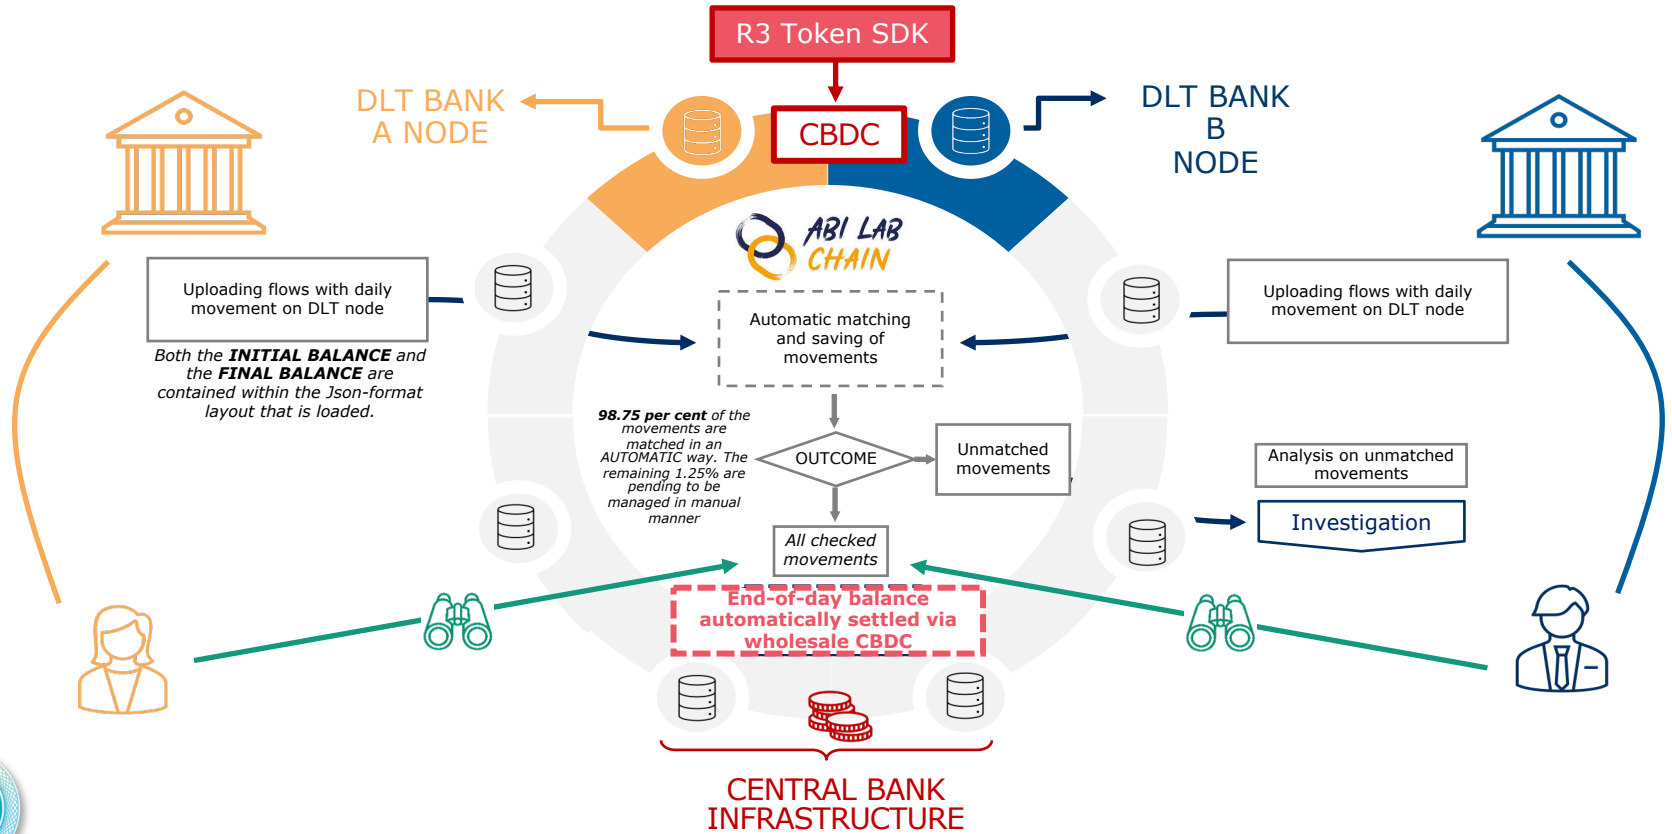 R3 Token SDK
DLT BANK
A NODE
CBDC
DLT BANK
B
NODE
ABI LAB
CHAIN
Uploading flows with daily
movement on DLT node
Both the INITIAL BALANCE and
the FINAL BALANCE are
contained within the Json-format
layout that is loaded.
Automatic matching
and saving of
movements
Uploading flows with daily
movement on DLT node
98.75 per cent of the
movements are
matched in an
AUTOMATIC way. The
remaining 1.25% are
pending to be
managed in manual
manner
OUTCOME
Unmatched
movements
Analysis on unmatched
movements
Investigation
All checked
movements
End-of-day balance
automatically settled via
wholesale CBDC
CENTRAL BANK
INFRASTRUCTURE